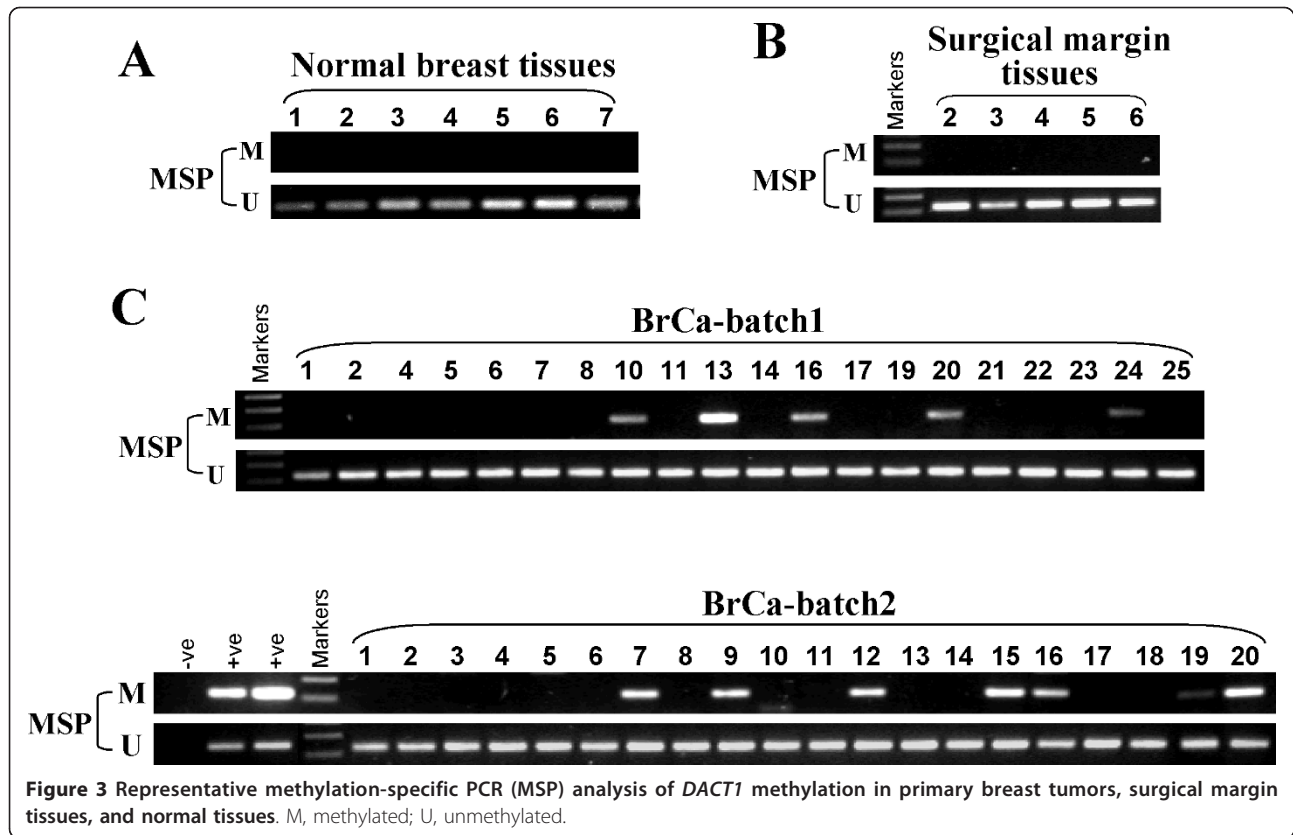 A
Normal breast tissues
1 2 3 4 5 6 7
MSP
M
U
B
Surgical margin
tissues
Markers
2 3 4 5 6
MSP
M
U
C
BrCa-batch1
Markers
1 2 4 5 6 7 8 10 11 13 14 16 17 19 20 21 22 23 24 25
MSP
M
U
BrCa-batch2
-ve +ve +ve Markers
1 2 3 4 5 6 7 8 9 10 11 12 13 14 15 16 17 18 19 20
MSP
M
U
Figure 3 Representative methylation-specific PCR (MSP) analysis of DACT1 methylation in primary breast tumors, surgical margin
tissues, and normal tissues. M, methylated; U, unmethylated.